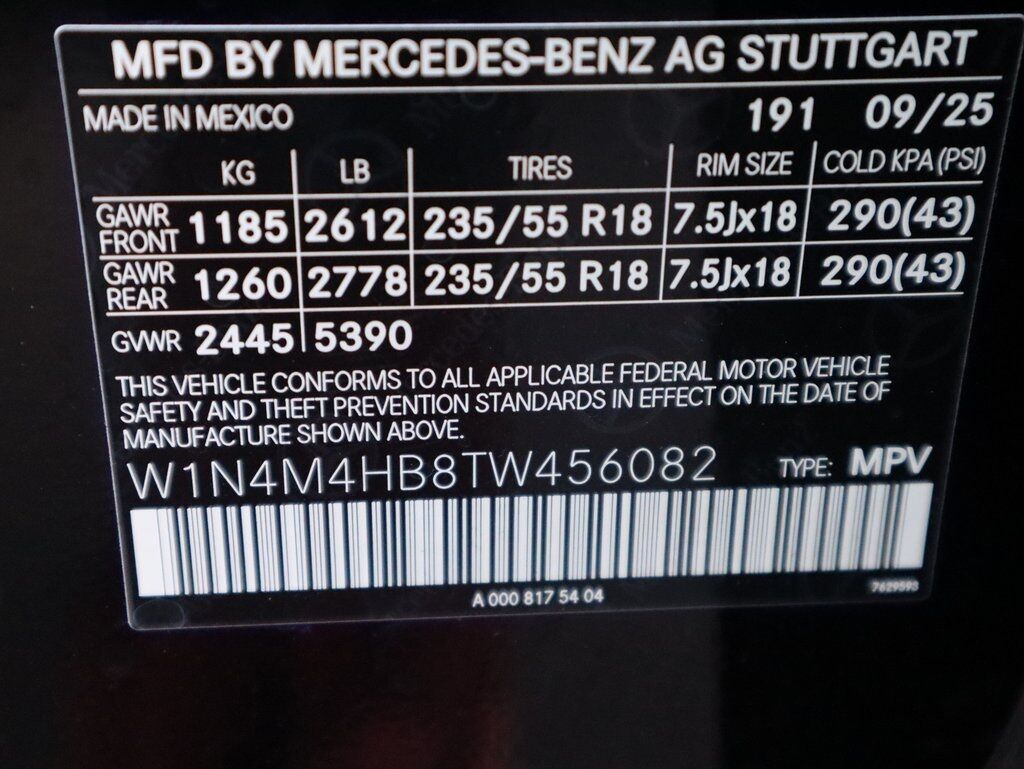 MFD BY MERCEDES-BENZ AG STUTTGART
MADE IN MEXICO 191 09/25
KG LB TIRES RIM SIZE COLD KPA (PSI)
GAWR FRONT 1185 2612 235/55 R18 7.5Jx18 290(43)
GAWR REAR 1260 2778 235/55 R18 7.5Jx18 290(43)
GVWR 2445 5390
THIS VEHICLE CONFORMS TO ALL APPLICABLE FEDERAL MOTOR VEHICLE
SAFETY AND THEFT PREVENTION STANDARDS IN EFFECT ON THE DATE OF
MANUFACTURE SHOWN ABOVE.
W1N4M4HB8TW456082 TYPE: MPV
A 000 817 54 04 7629593